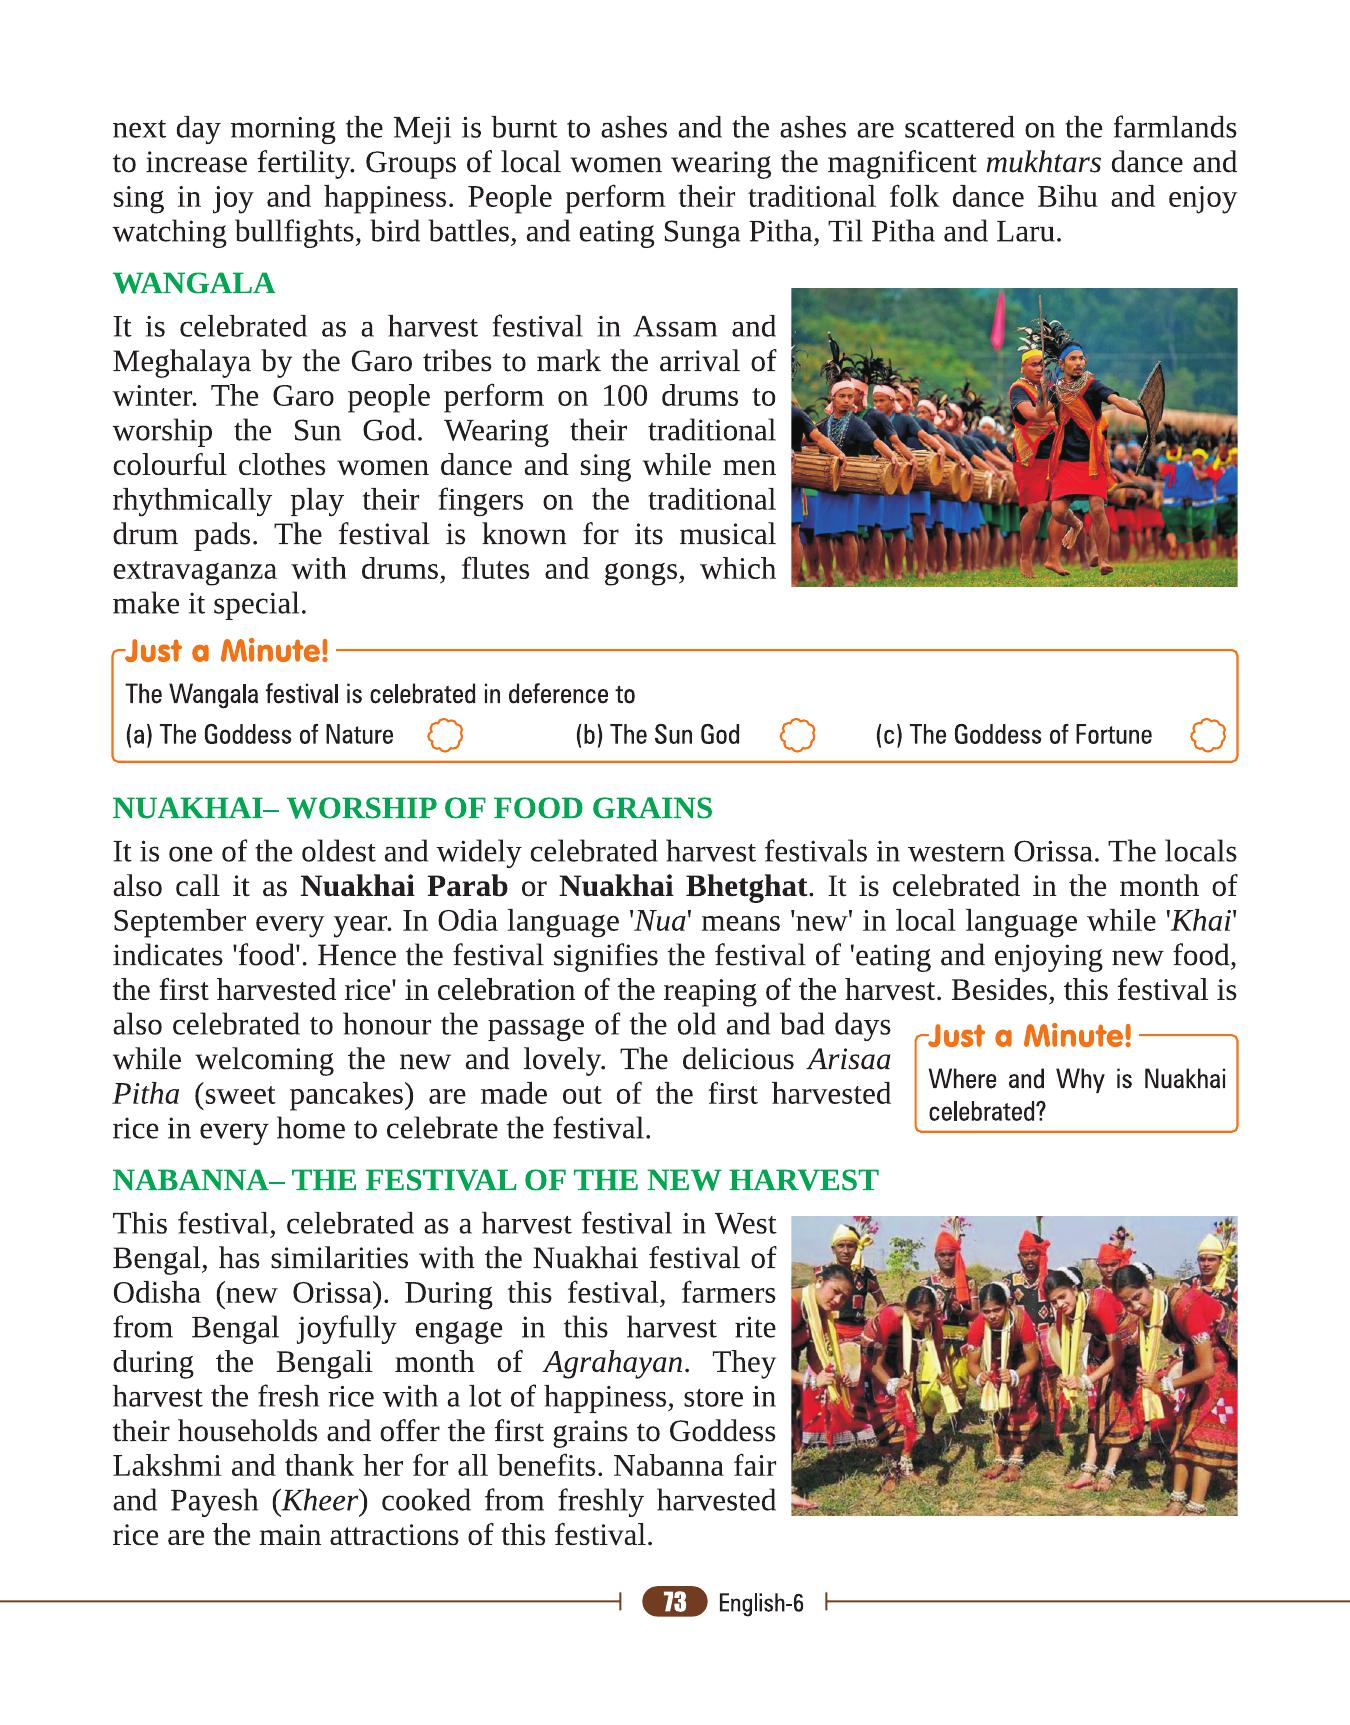 next day morning the Meji is burnt to ashes and the ashes are scattered on the farmlands
to increase fertility. Groups of local women wearing the magnificent mukhtars dance and
sing in joy and happiness. People perform their traditional folk dance Bihu and enjoy
watching bullfights, bird battles, and eating Sunga Pitha, Til Pitha and Laru.
WANGALA
It is celebrated as a harvest festival in Assam and
Meghalaya by the Garo tribes to mark the arrival of
winter. The Garo people perform on 100 drums to
worship the Sun God. Wearing their traditional
colourful clothes women dance and sing while men
rhythmically play their fingers on the traditional
drum pads. The festival is known for its musical
extravaganza with drums, flutes and gongs, which
make it special.
Just a Minute!
The Wangala festival is celebrated in deference to
(a) The Goddess of Nature (b) The Sun God (c) The Goddess of Fortune
NUAKHAI– WORSHIP OF FOOD GRAINS
It is one of the oldest and widely celebrated harvest festivals in western Orissa. The locals
also call it as Nuakhai Parab or Nuakhai Bhetghat. It is celebrated in the month of
September every year. In Odia language 'Nua' means 'new' in local language while 'Khai'
indicates 'food'. Hence the festival signifies the festival of 'eating and enjoying new food,
the first harvested rice' in celebration of the reaping of the harvest. Besides, this festival is
also celebrated to honour the passage of the old and bad days
while welcoming the new and lovely. The delicious Arisaa
Pitha (sweet pancakes) are made out of the first harvested
rice in every home to celebrate the festival.
Just a Minute!
Where and Why is Nuakhai
celebrated?
NABANNA– THE FESTIVAL OF THE NEW HARVEST
This festival, celebrated as a harvest festival in West
Bengal, has similarities with the Nuakhai festival of
Odisha (new Orissa). During this festival, farmers
from Bengal joyfully engage in this harvest rite
during the Bengali month of Agrahayan. They
harvest the fresh rice with a lot of happiness, store in
their households and offer the first grains to Goddess
Lakshmi and thank her for all benefits. Nabanna fair
and Payesh (Kheer) cooked from freshly harvested
rice are the main attractions of this festival.
73 English-6